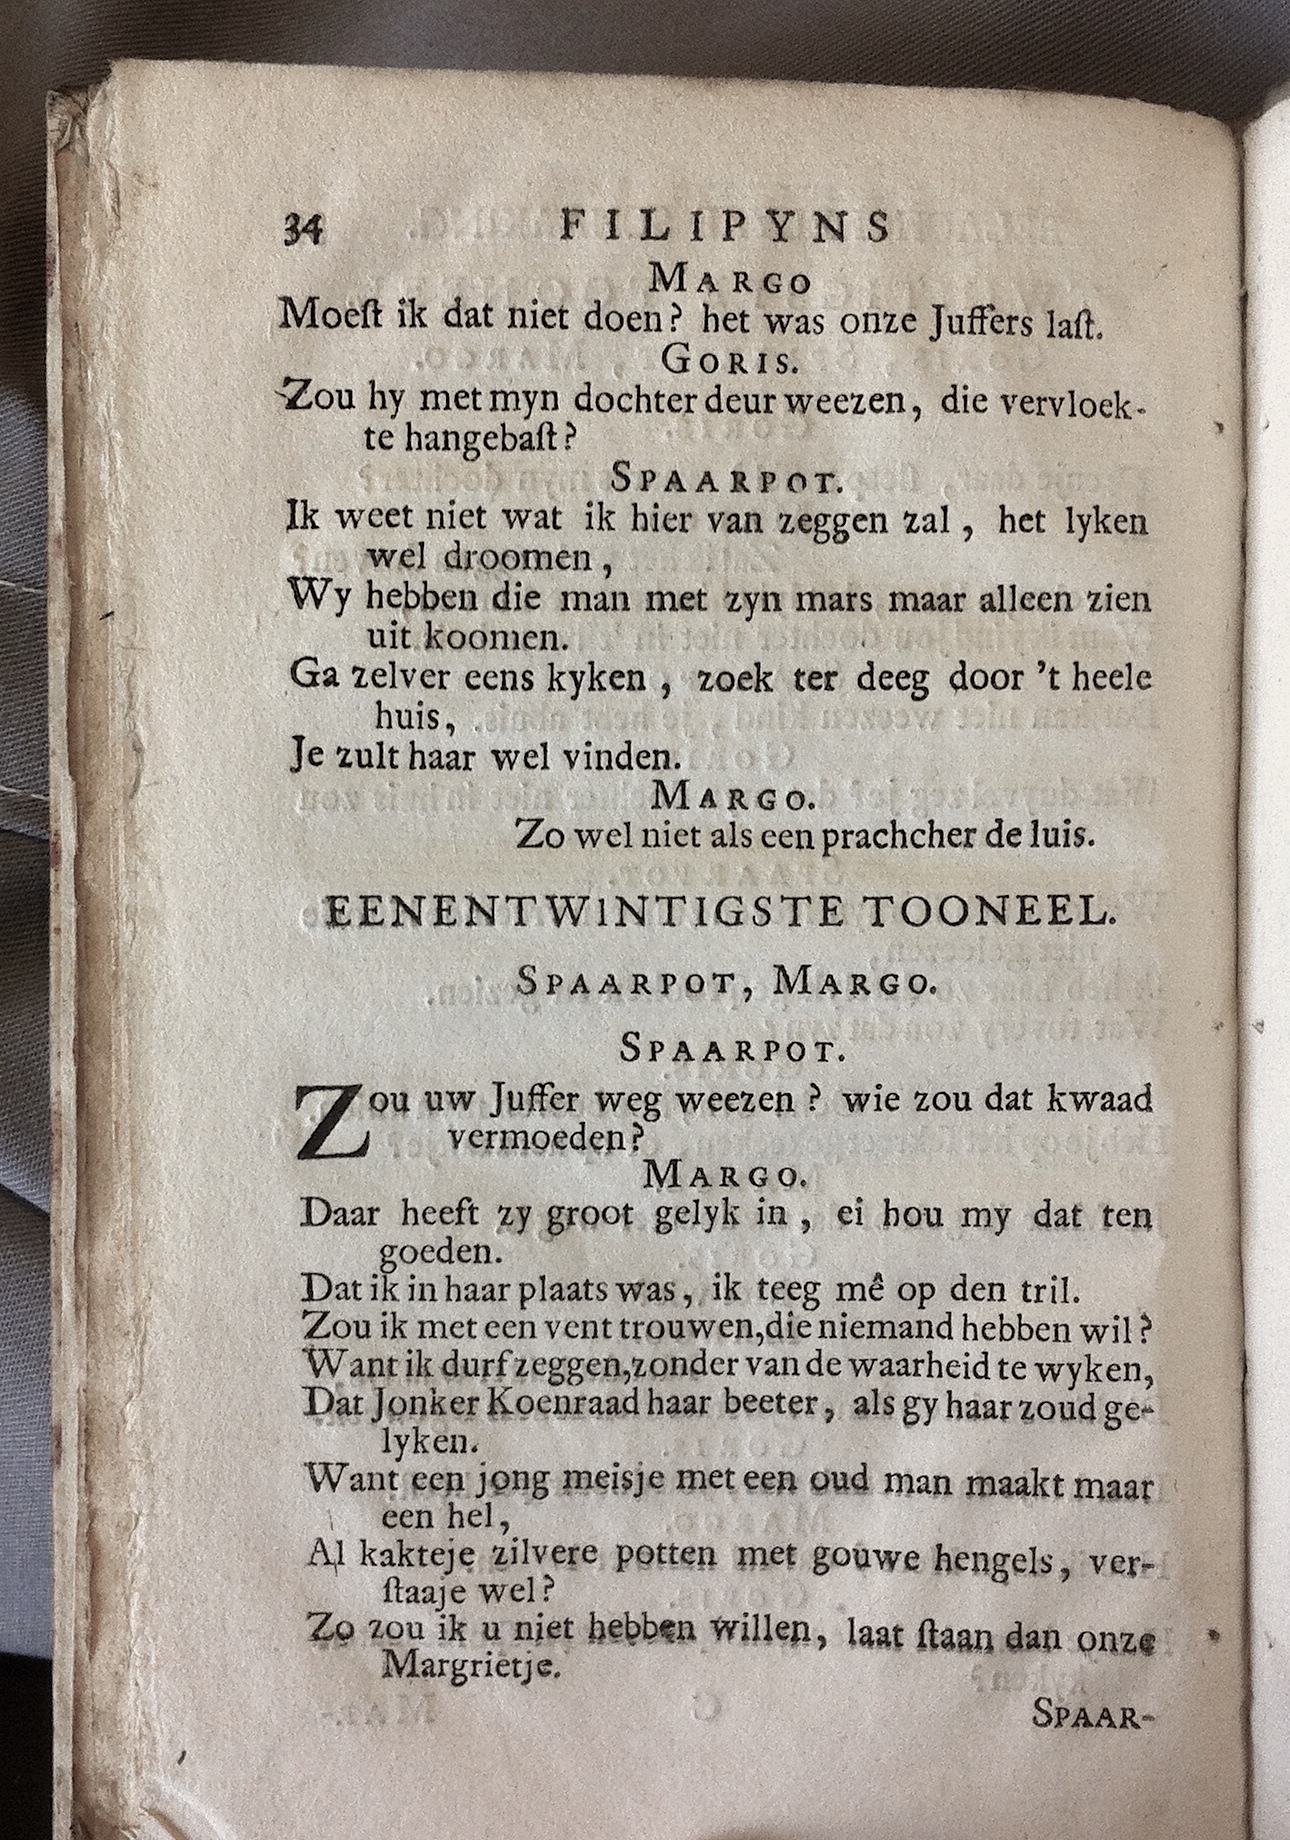 34 FILIPYNS
MARGO
Moeſt ik dat niet doen? het was onze Juffers laſt.
GORIS.
Zou hy met myn dochter deur weezen, die vervloek-
te hangebaſt?
SPAARPOT.
Ik weet niet wat ik hier van zeggen zal, het lyken
wel droomen,
Wy hebben die man met zyn mars maar alleen zien
uit koomen.
Ga zelver eens kyken, zoek ter deeg door 't heele
huis,
Je zult haar wel vinden.
MARGO.
Zo wel niet als een prachcher de luis.
EENENTWINTIGSTE TOONEEL.
SPAARPOT, MARGO.
SPAARPOT.
Zou uw Juffer weg weezen? wie zou dat kwaad
vermoeden?
MARGO.
Daar heeft zy groot gelyk in, ei hou my dat ten
goeden.
Dat ik in haar plaats was, ik teeg mê op den tril.
Zou ik met een vent trouwen, die niemand hebben wil?
Want ik durf zeggen, zonder van de waarheid te wyken,
Dat Jonker Koenraad haar beeter, als gy haar zoud ge-
lyken.
Want een jong meisje met een oud man maakt maar
een hel,
Al kakteje zilvere potten met gouwe hengels, ver-
ſtaaje wel?
Zo zou ik u niet hebben willen, laat ſtaan dan onze
Margrietje.
SPAAR-